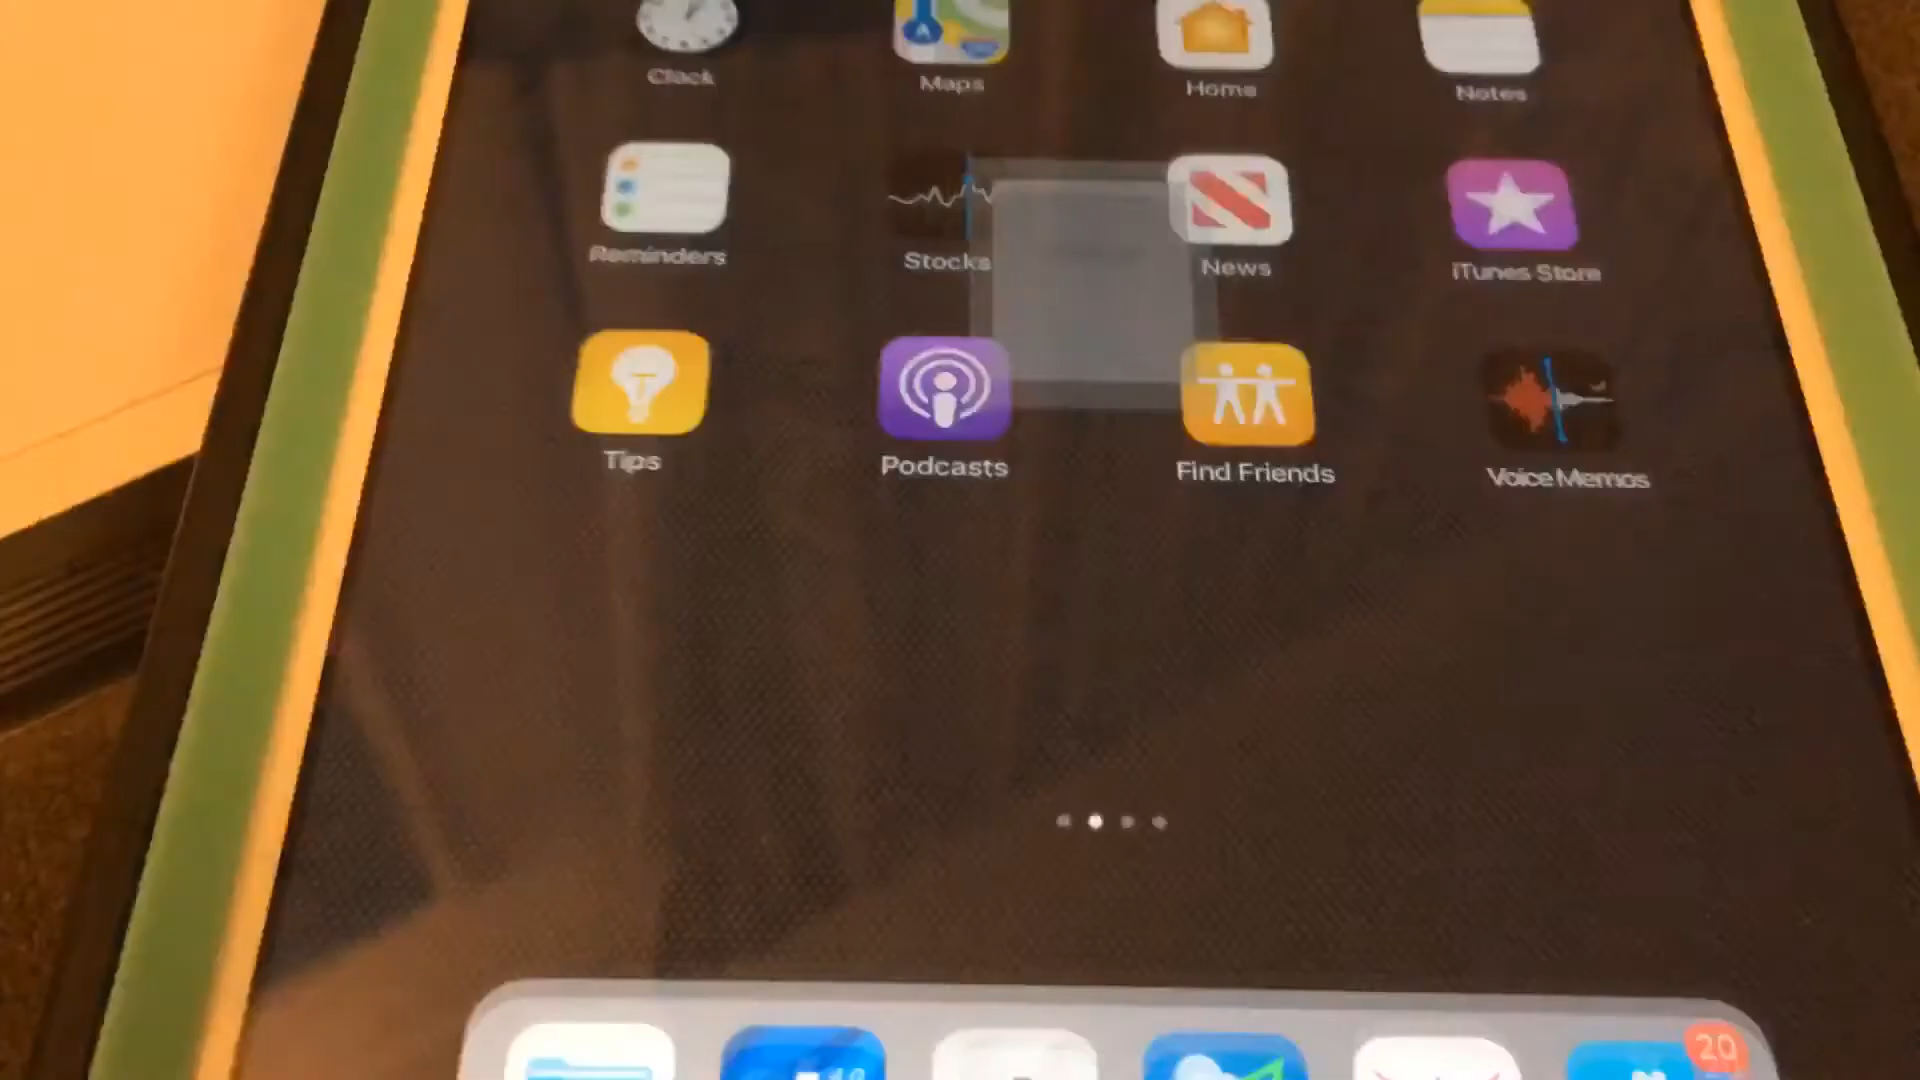 Clock
Maps
Home
Notes
Reminders
Stocks
News
iTunes Store
Tips
Podcasts
Find Friends
Voice Memos
20